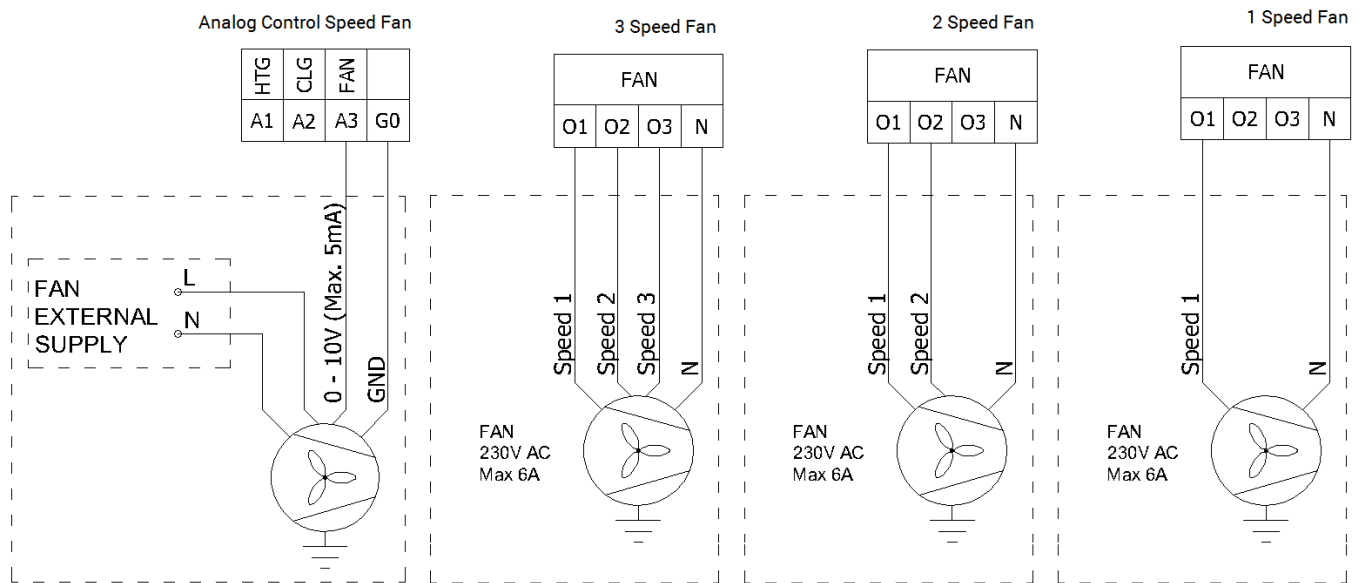 Analog Control Speed Fan
HTG CLG FAN
A1 A2 A3 G0
FAN
EXTERNAL
SUPPLY
L
N
0 - 10V (Max. 5mA)
GND
3 Speed Fan
FAN
O1 O2 O3 N
Speed 1
Speed 2
Speed 3
N
FAN
230V AC
Max 6A
2 Speed Fan
FAN
O1 O2 O3 N
Speed 1
Speed 2
N
FAN
230V AC
Max 6A
1 Speed Fan
FAN
O1 O2 O3 N
Speed 1
N
FAN
230V AC
Max 6A